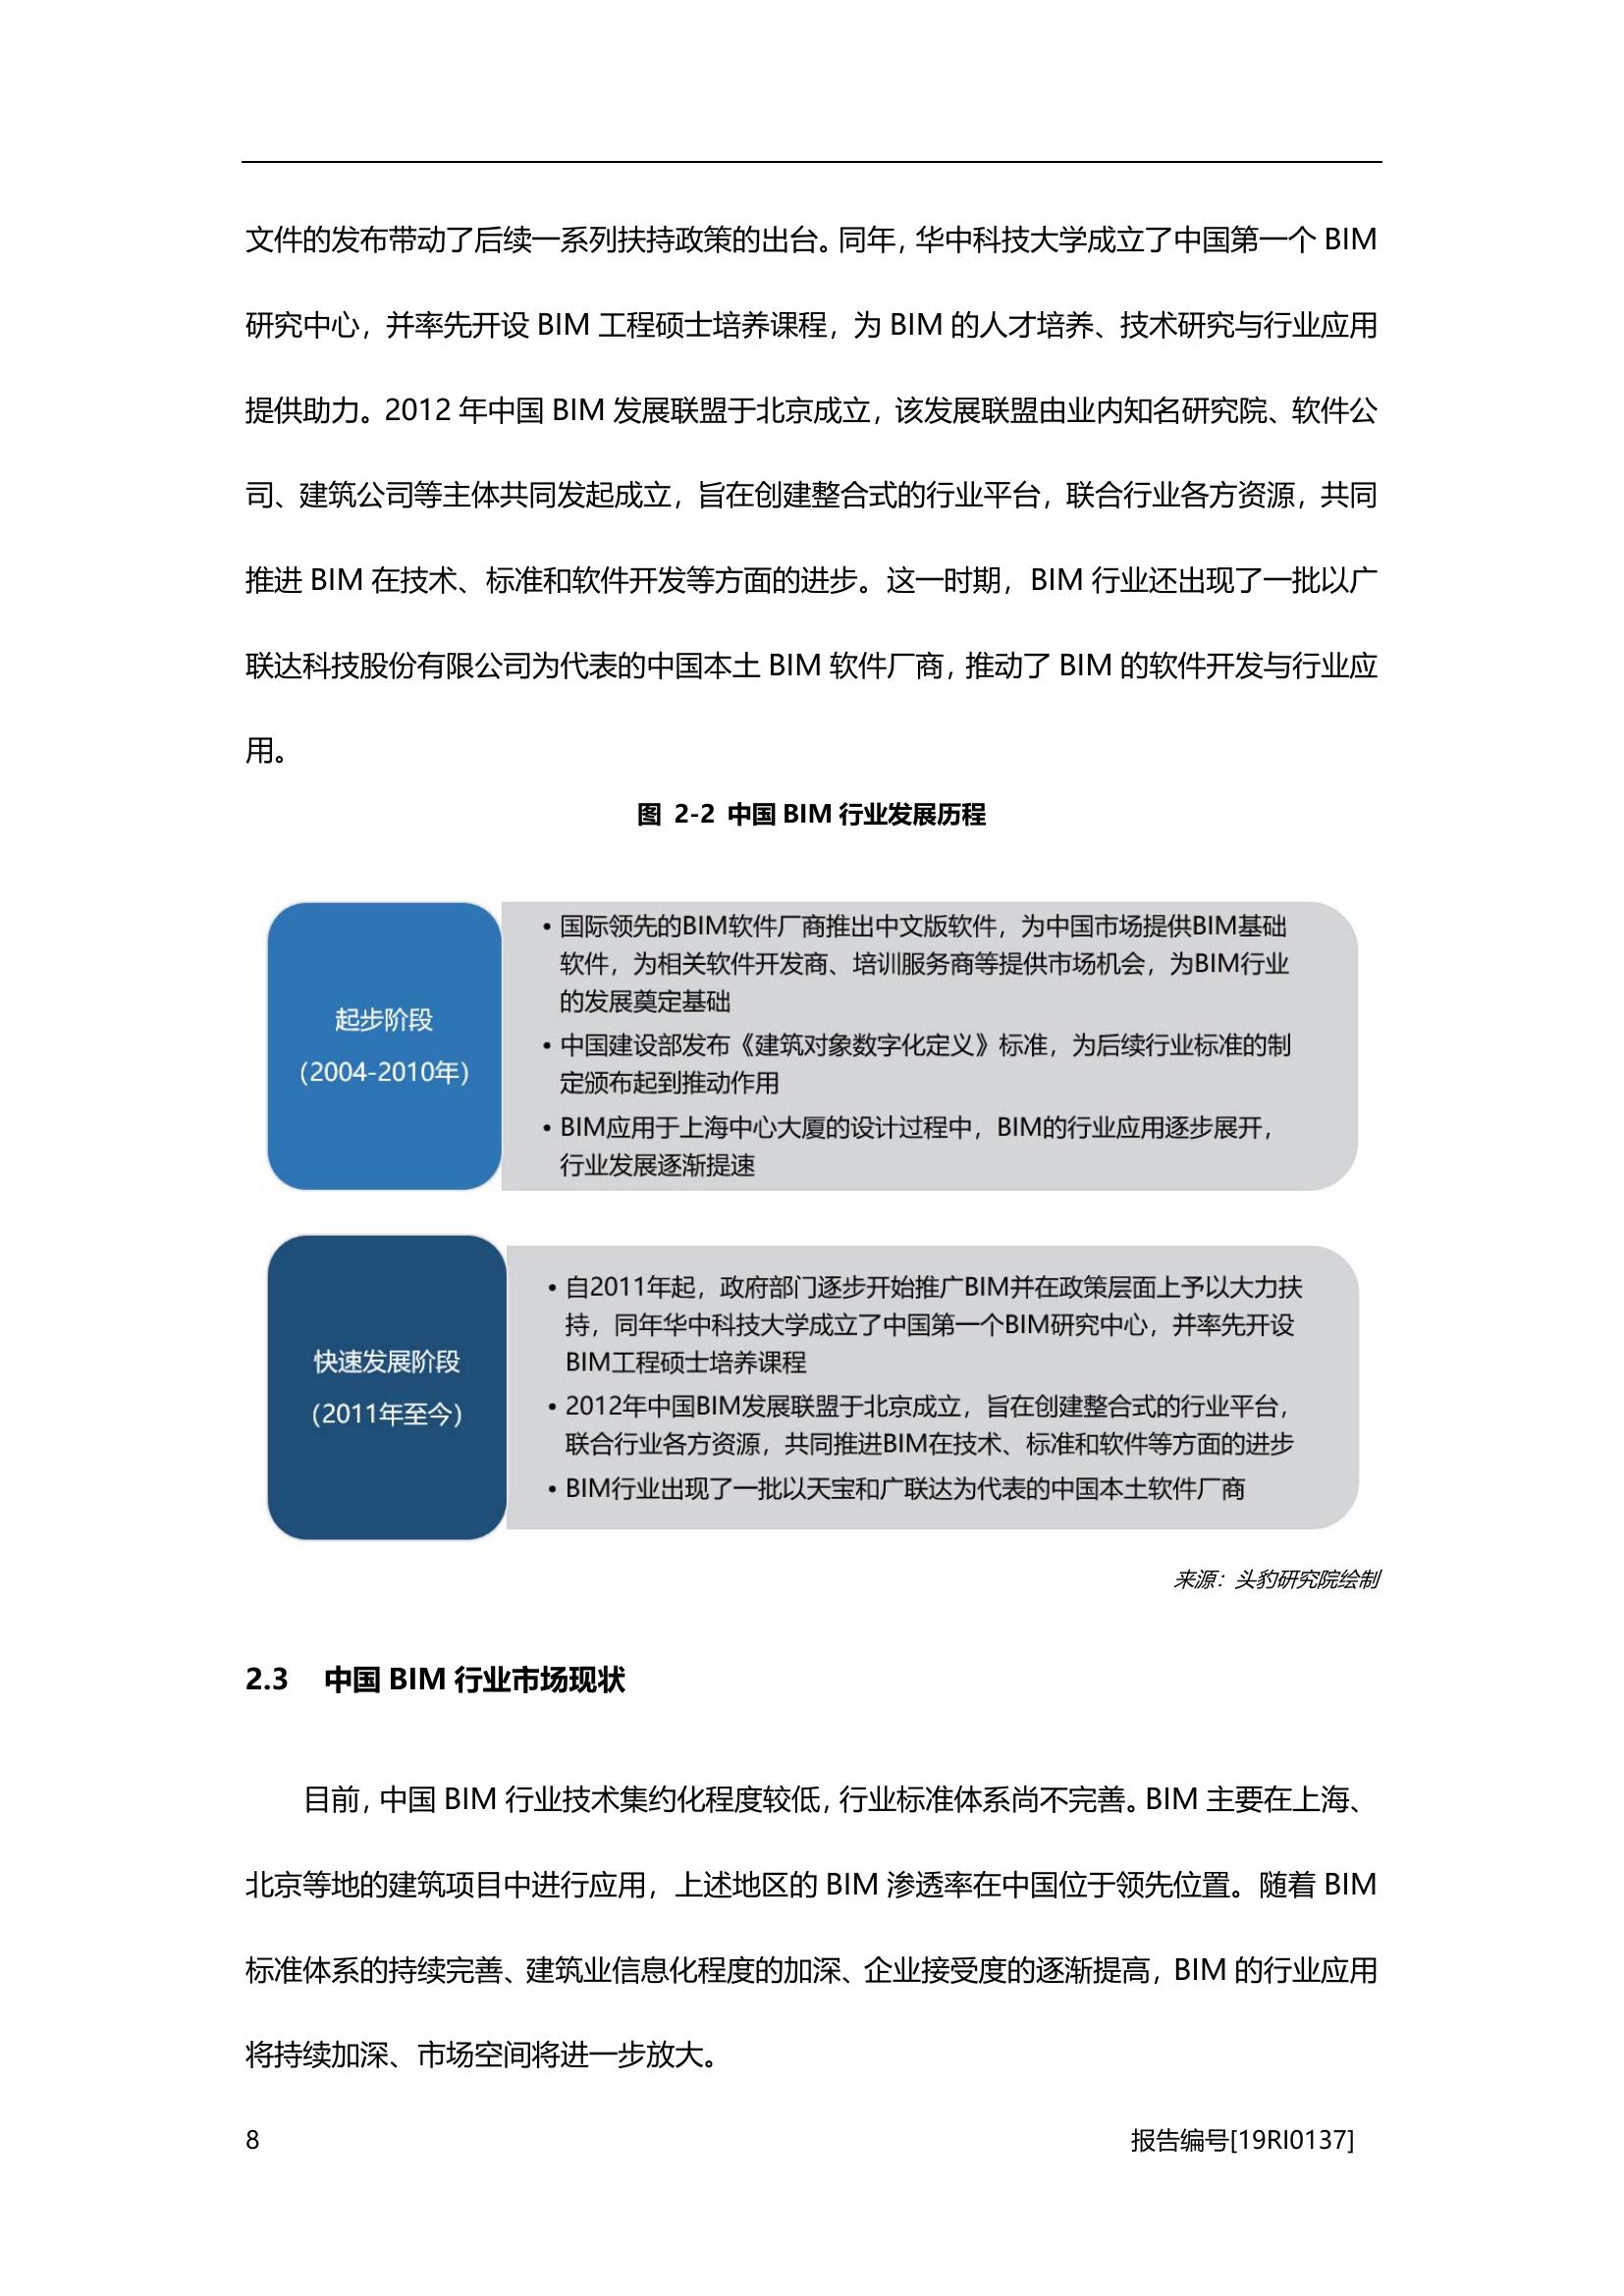 文件的发布带动了后续一系列扶持政策的出台。同年，华中科技大学成立了中国第一个 BIM
研究中心，并率先开设 BIM 工程硕士培养课程，为 BIM 的人才培养、技术研究与行业应用
提供助力。2012 年中国 BIM 发展联盟于北京成立，该发展联盟由业内知名研究院、软件公
司、建筑公司等主体共同发起成立，旨在创建整合式的行业平台，联合行业各方资源，共同
推进 BIM 在技术、标准和软件开发等方面的进步。这一时期，BIM 行业还出现了一批以广
联达科技股份有限公司为代表的中国本土 BIM 软件厂商，推动了 BIM 的软件开发与行业应
用。
图 2-2 中国 BIM 行业发展历程
起步阶段
（2004-2010年）
• 国际领先的BIM软件厂商推出中文版软件，为中国市场提供BIM基础
软件，为相关软件开发商、培训服务商等提供市场机会，为BIM行业
的发展奠定基础
• 中国建设部发布《建筑对象数字化定义》标准，为后续行业标准的制
定颁布起到推动作用
• BIM应用于上海中心大厦的设计过程中，BIM的行业应用逐步展开，
行业发展逐渐提速
快速发展阶段
（2011年至今）
• 自2011年起，政府部门逐步开始推广BIM并在政策层面上予以大力扶
持，同年华中科技大学成立了中国第一个BIM研究中心，并率先开设
BIM工程硕士培养课程
• 2012年中国BIM发展联盟于北京成立，旨在创建整合式的行业平台，
联合行业各方资源，共同推进BIM在技术、标准和软件等方面的进步
• BIM行业出现了一批以天宝和广联达为代表的中国本土软件厂商
来源：头豹研究院绘制
2.3 中国 BIM 行业市场现状
目前，中国 BIM 行业技术集约化程度较低，行业标准体系尚不完善。BIM 主要在上海、
北京等地的建筑项目中进行应用，上述地区的 BIM 渗透率在中国位于领先位置。随着 BIM
标准体系的持续完善、建筑业信息化程度的加深、企业接受度的逐渐提高，BIM 的行业应用
将持续加深、市场空间将进一步放大。
8 报告编号[19RI0137]